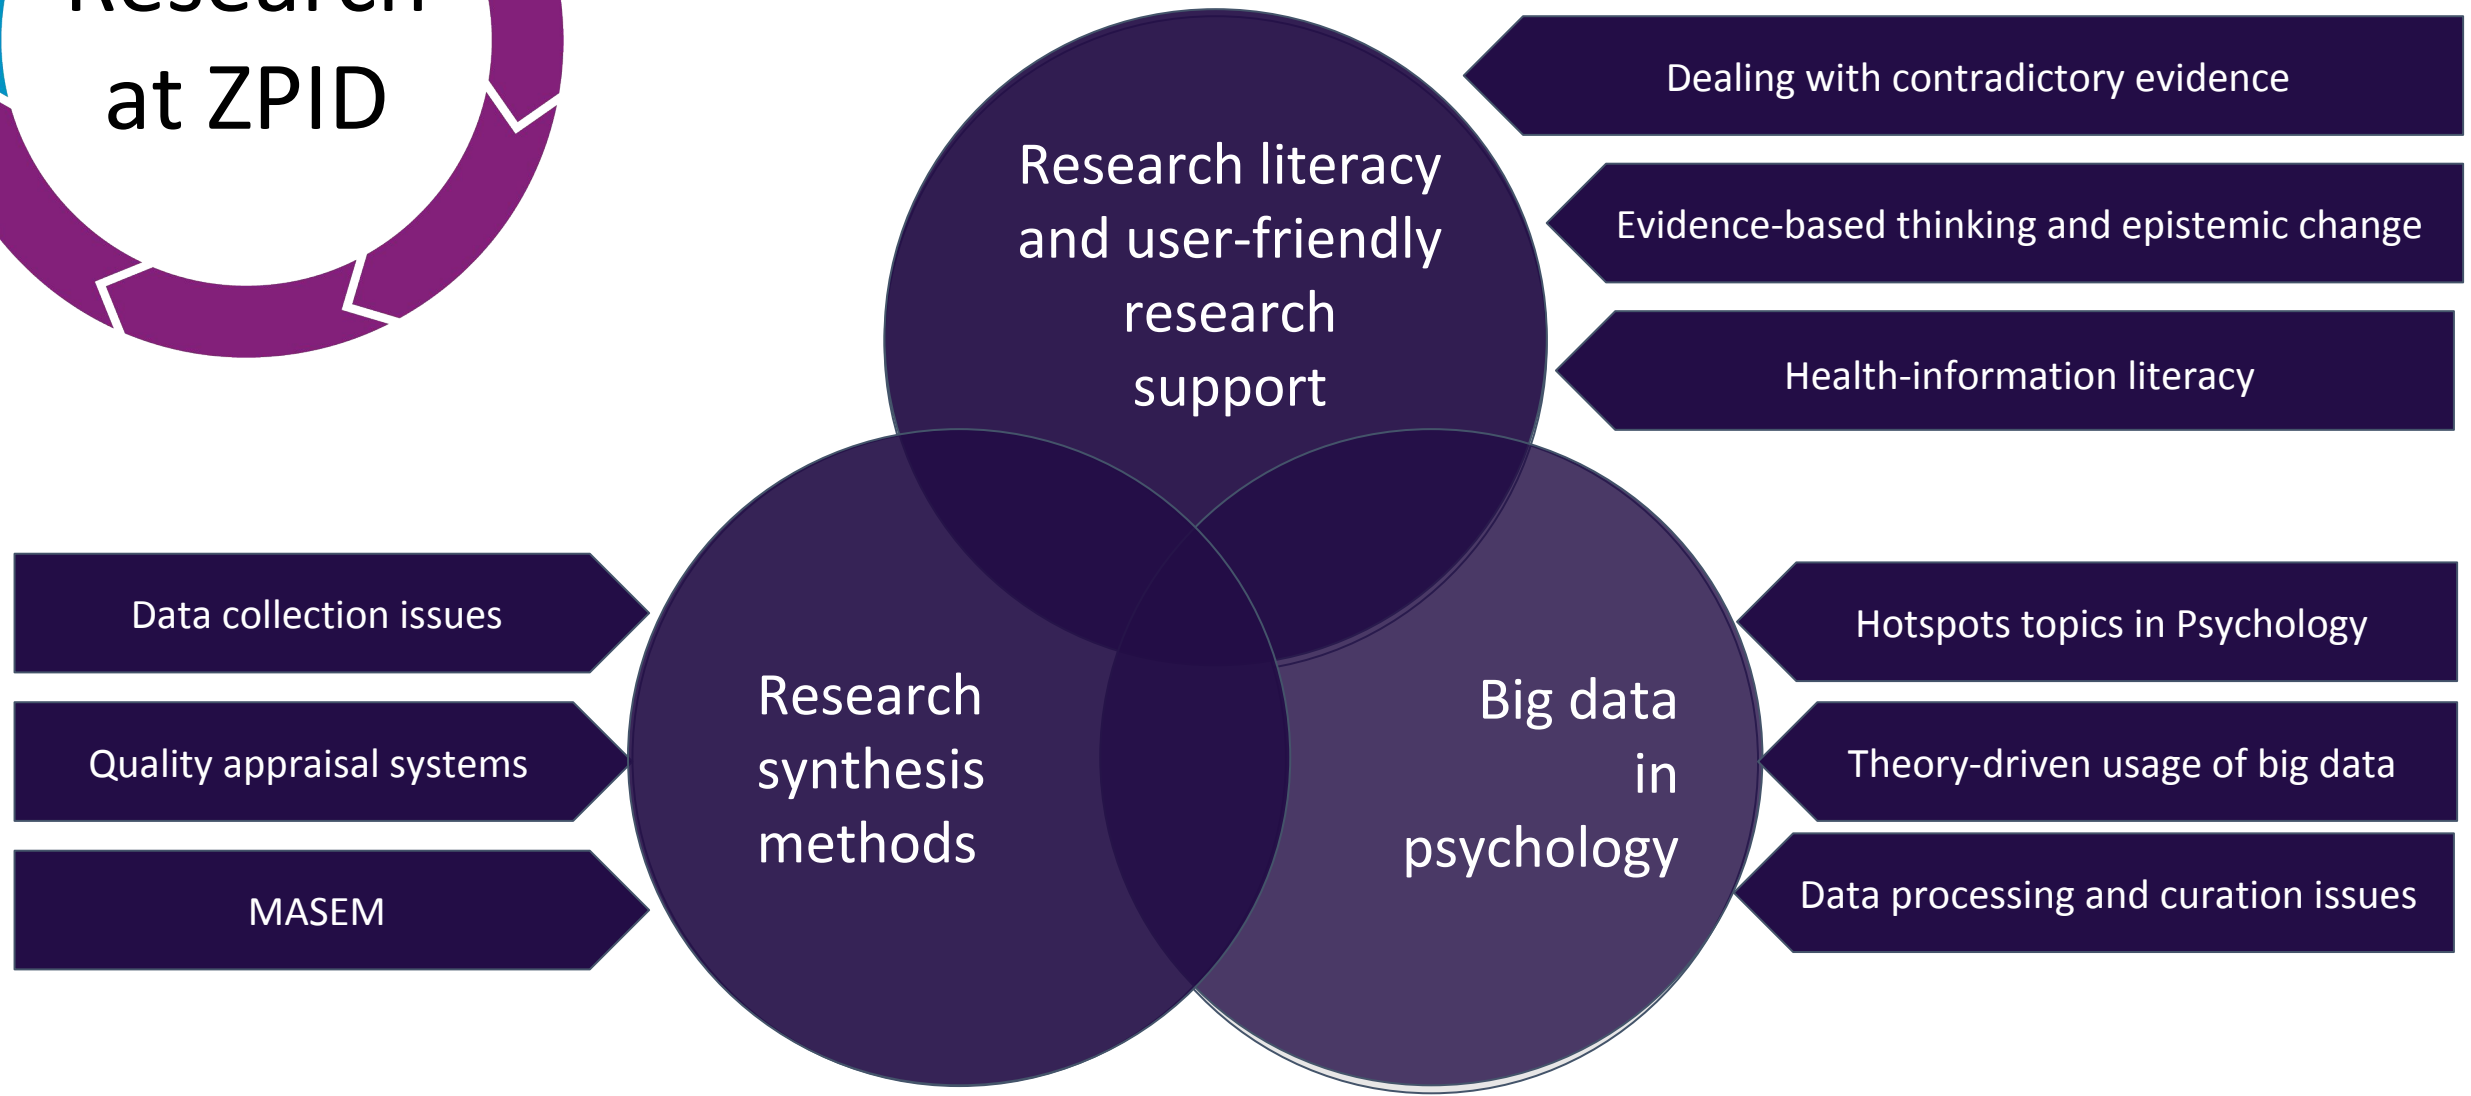 Research
at ZPID
Research literacy
and user-friendly
research
support
Dealing with contradictory evidence
Evidence-based thinking and epistemic change
Health-information literacy
Data collection issues
Quality appraisal systems
MASEM
Research
synthesis
methods
Big data
in
psychology
Hotspots topics in Psychology
Theory-driven usage of big data
Data processing and curation issues